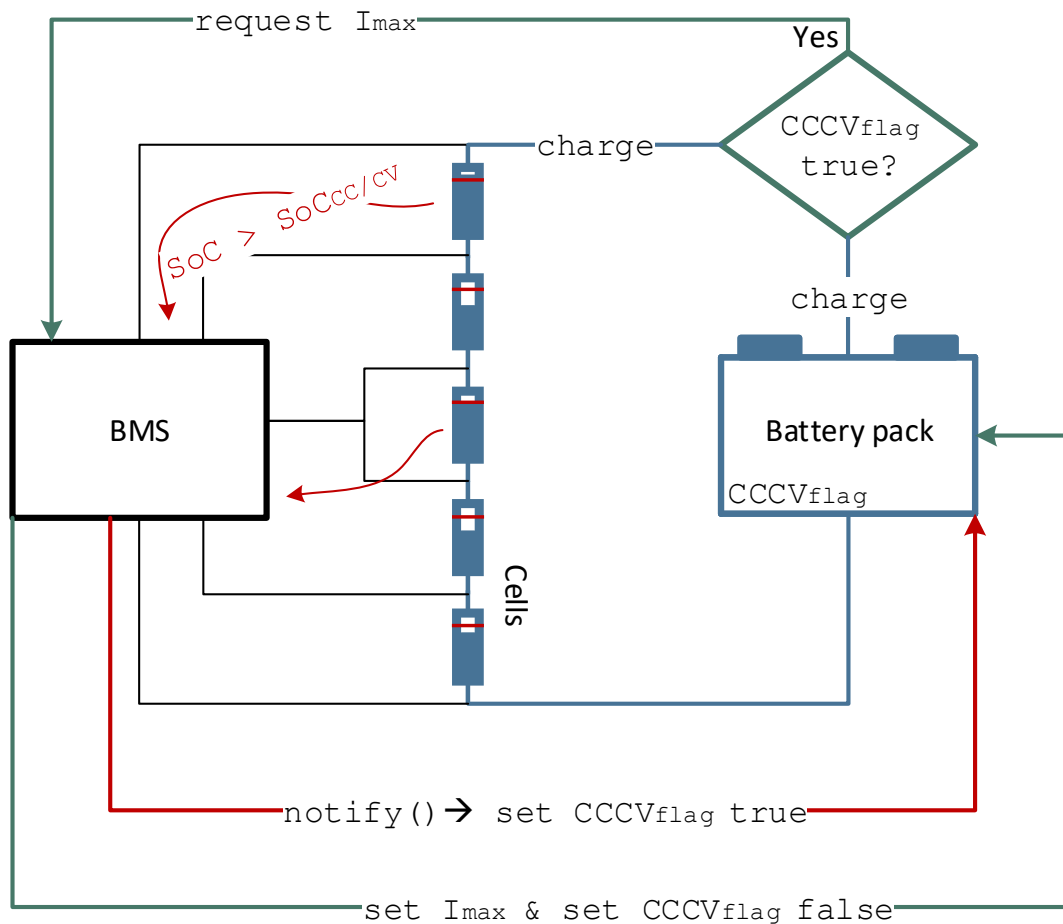 request Imax
Yes
CCCVflag
true?
charge
SoC > SoCCC/CV
charge
BMS
Battery pack
CCCVflag
Cells
notify()→ set CCCVflag true
set Imax & set CCCVflag false